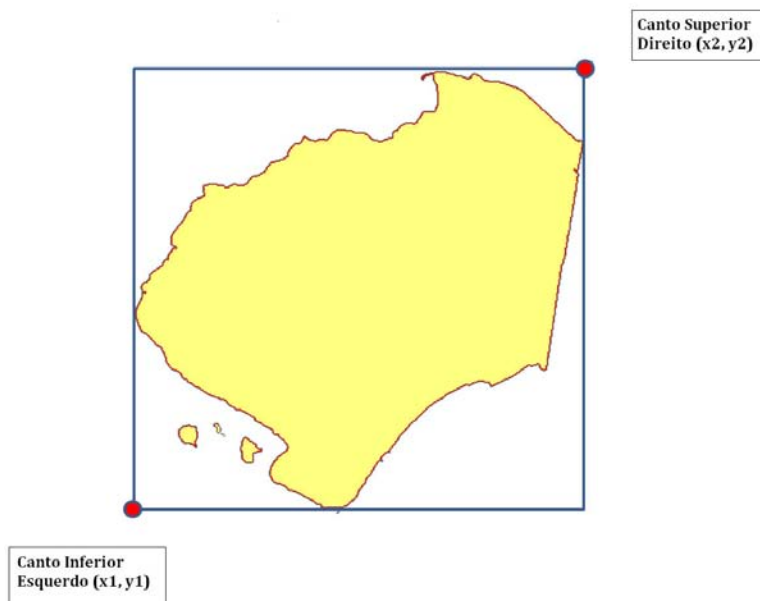 Canto Superior
Direito (x2, y2)
Canto Inferior
Esquerdo (x1, y1)